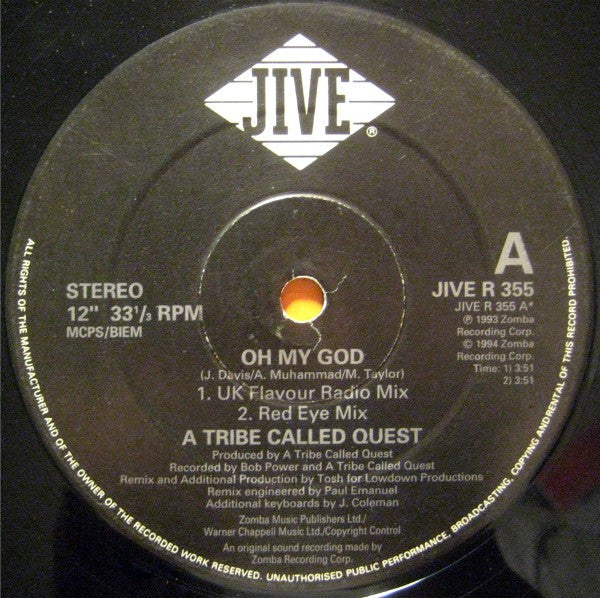 JIVE®
A
STEREO
12" 33¹/₃ RPM
MCPS/BIEM
JIVE R 355
JIVE R 355 A*
℗ 1993 Zomba
Recording Corp.
© 1994 Zomba
Recording Corp.
Time: 1) 3:51
2) 3:51
OH MY GOD
(J. Davis/A. Muhammad/M. Taylor)
1. UK Flavour Radio Mix
2. Red Eye Mix
A TRIBE CALLED QUEST
Produced by A Tribe Called Quest
Recorded by Bob Power and A Tribe Called Quest
Remix and Additional Production by Tosh for Lowdown Productions
Remix engineered by Paul Emanuel
Additional keyboards by J. Coleman
Zomba Music Publishers Ltd./
Warner Chappell Music Ltd./Copyright Control
An original sound recording made by
Zomba Recording Corp.
ALL RIGHTS OF THE MANUFACTURER AND OF THE OWNER OF THE RECORDED WORK RESERVED. UNAUTHORISED PUBLIC PERFORMANCE, BROADCASTING, COPYING AND RENTAL OF THIS RECORD PROHIBITED.